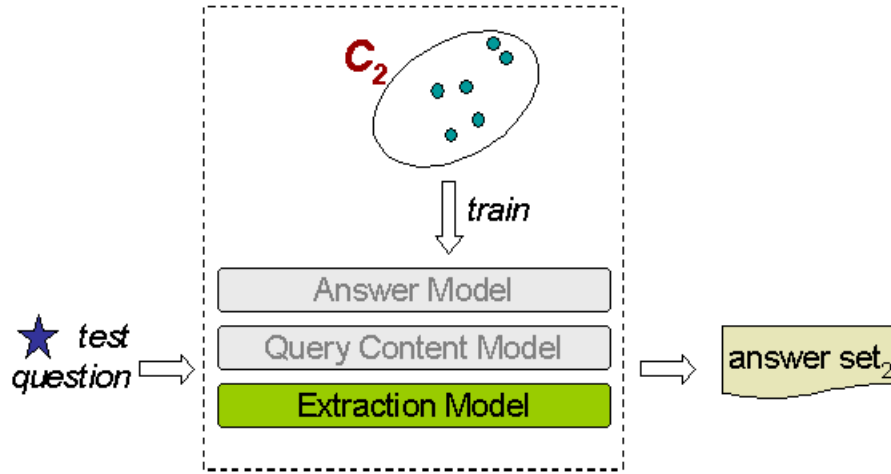 C2
train
Answer Model
test
question
Query Content Model
Extraction Model
answer set2